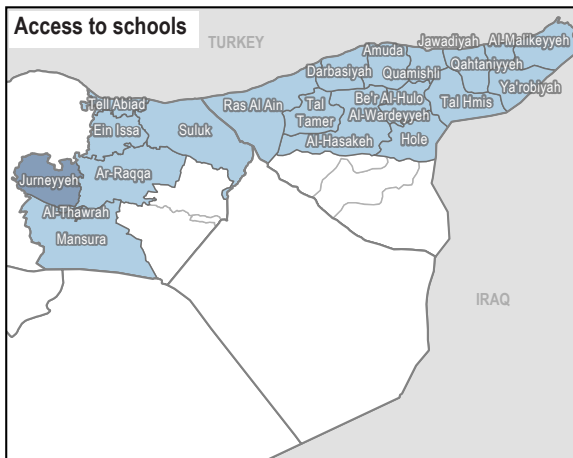 Access to schools
TURKEY
Jawadiyah
Al-Malikeyyeh
Amuda
Qahtaniyyeh
Darbasiyah
Quamishli
Ya'robiyah
Tell Abiad
Ras Al Ain
Tal
Tamer
Be'r Al-Hulo
Al-Wardeyyeh
Tal Hmis
Ein Issa
Suluk
Al-Hasakeh
Hole
Jurneyyeh
Ar-Raqqa
Al-Thawrah
Mansura
IRAQ